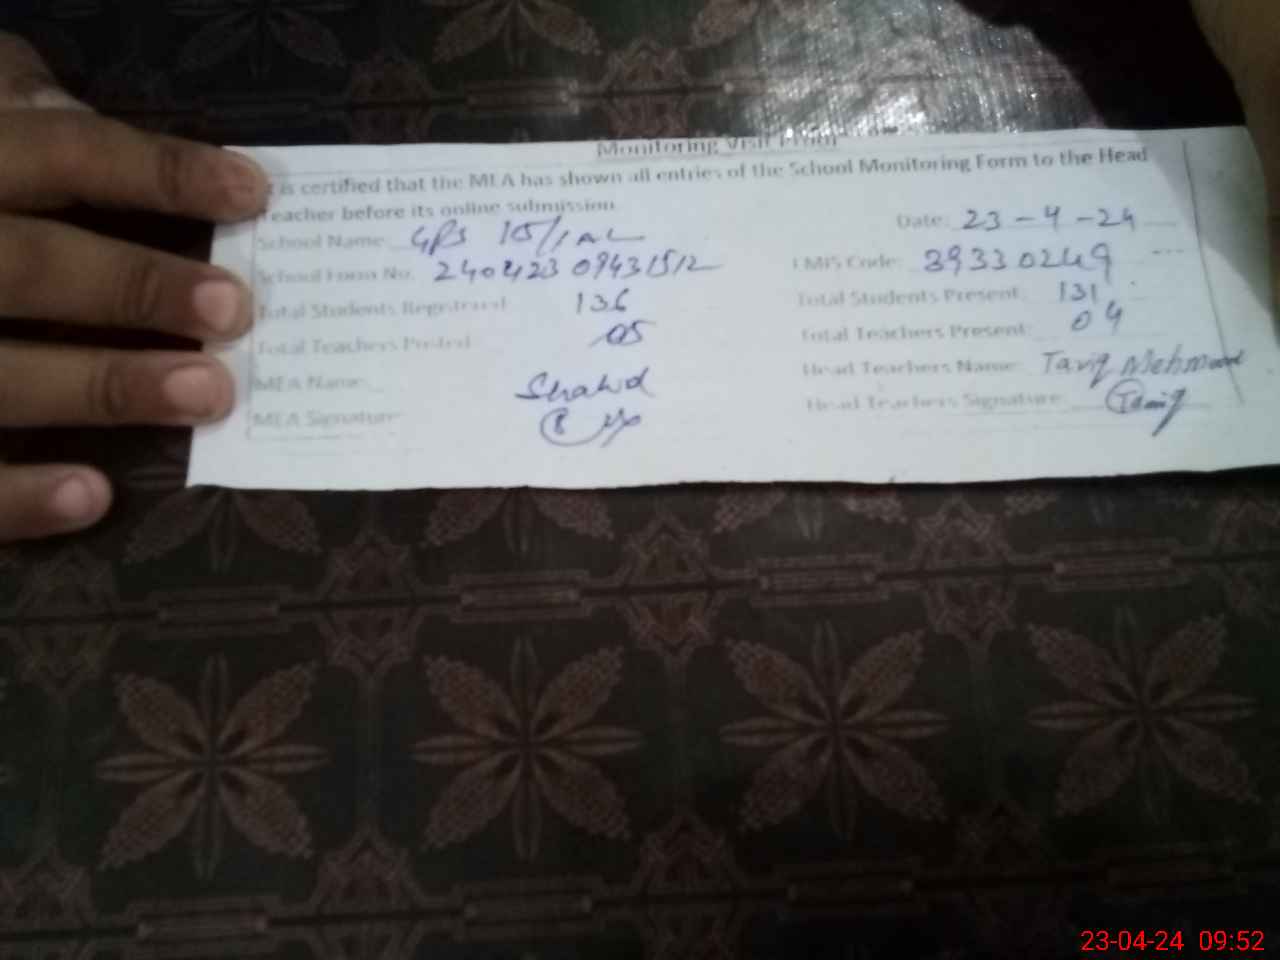 Monitoring Visit Proof
It is certified that the MEA has shown all entries of the School Monitoring Form to the Head
Teacher before its online submission.
Date: 23-4-24
School Name: GPS 15/1AL
School Form No. 24042309431512
EMIS Code: 39330249
Total Students Registered 136
Total Students Present 131
Total Teachers Posted 05
Total Teachers Present: 04
MEA Name: Shahid
Head Teachers Name: Tariq Mehmood
MEA Signature
Head Teachers Signature: Tariq
23-04-24 09:52